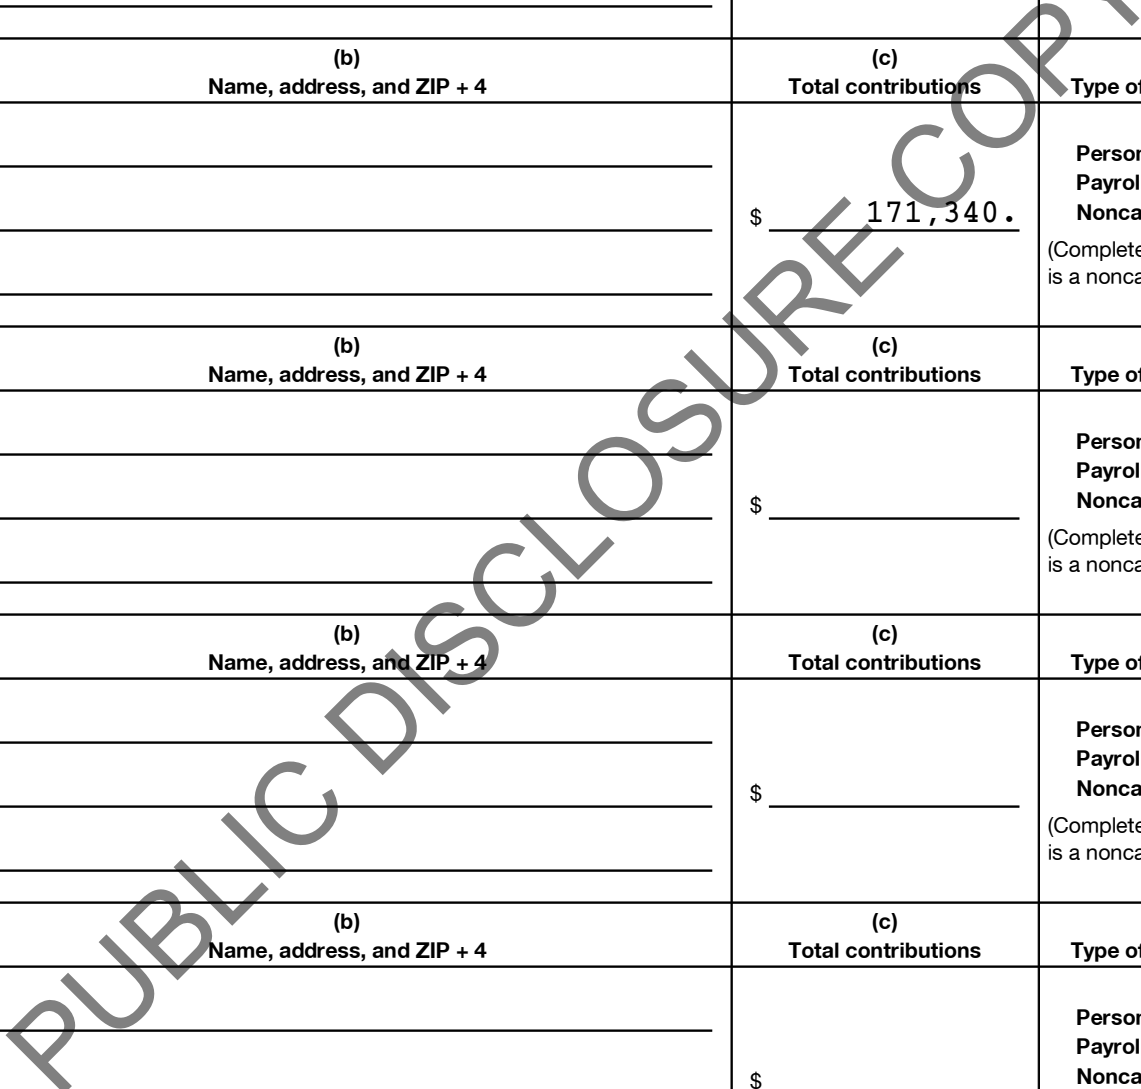 (b) (c)
Name, address, and ZIP + 4 Total contributions Type of
Person
Payrol
$ 171,340. Nonca
(Complete
is a nonca
(b) (c)
Name, address, and ZIP + 4 Total contributions Type of
Person
Payrol
$ Nonca
(Complete
is a nonca
(b) (c)
Name, address, and ZIP + 4 Total contributions Type of
Person
Payrol
$ Nonca
(Complete
is a nonca
(b) (c)
Name, address, and ZIP + 4 Total contributions Type of
Person
Payrol
$ Nonca
PUBLIC DISCLOSURE COP